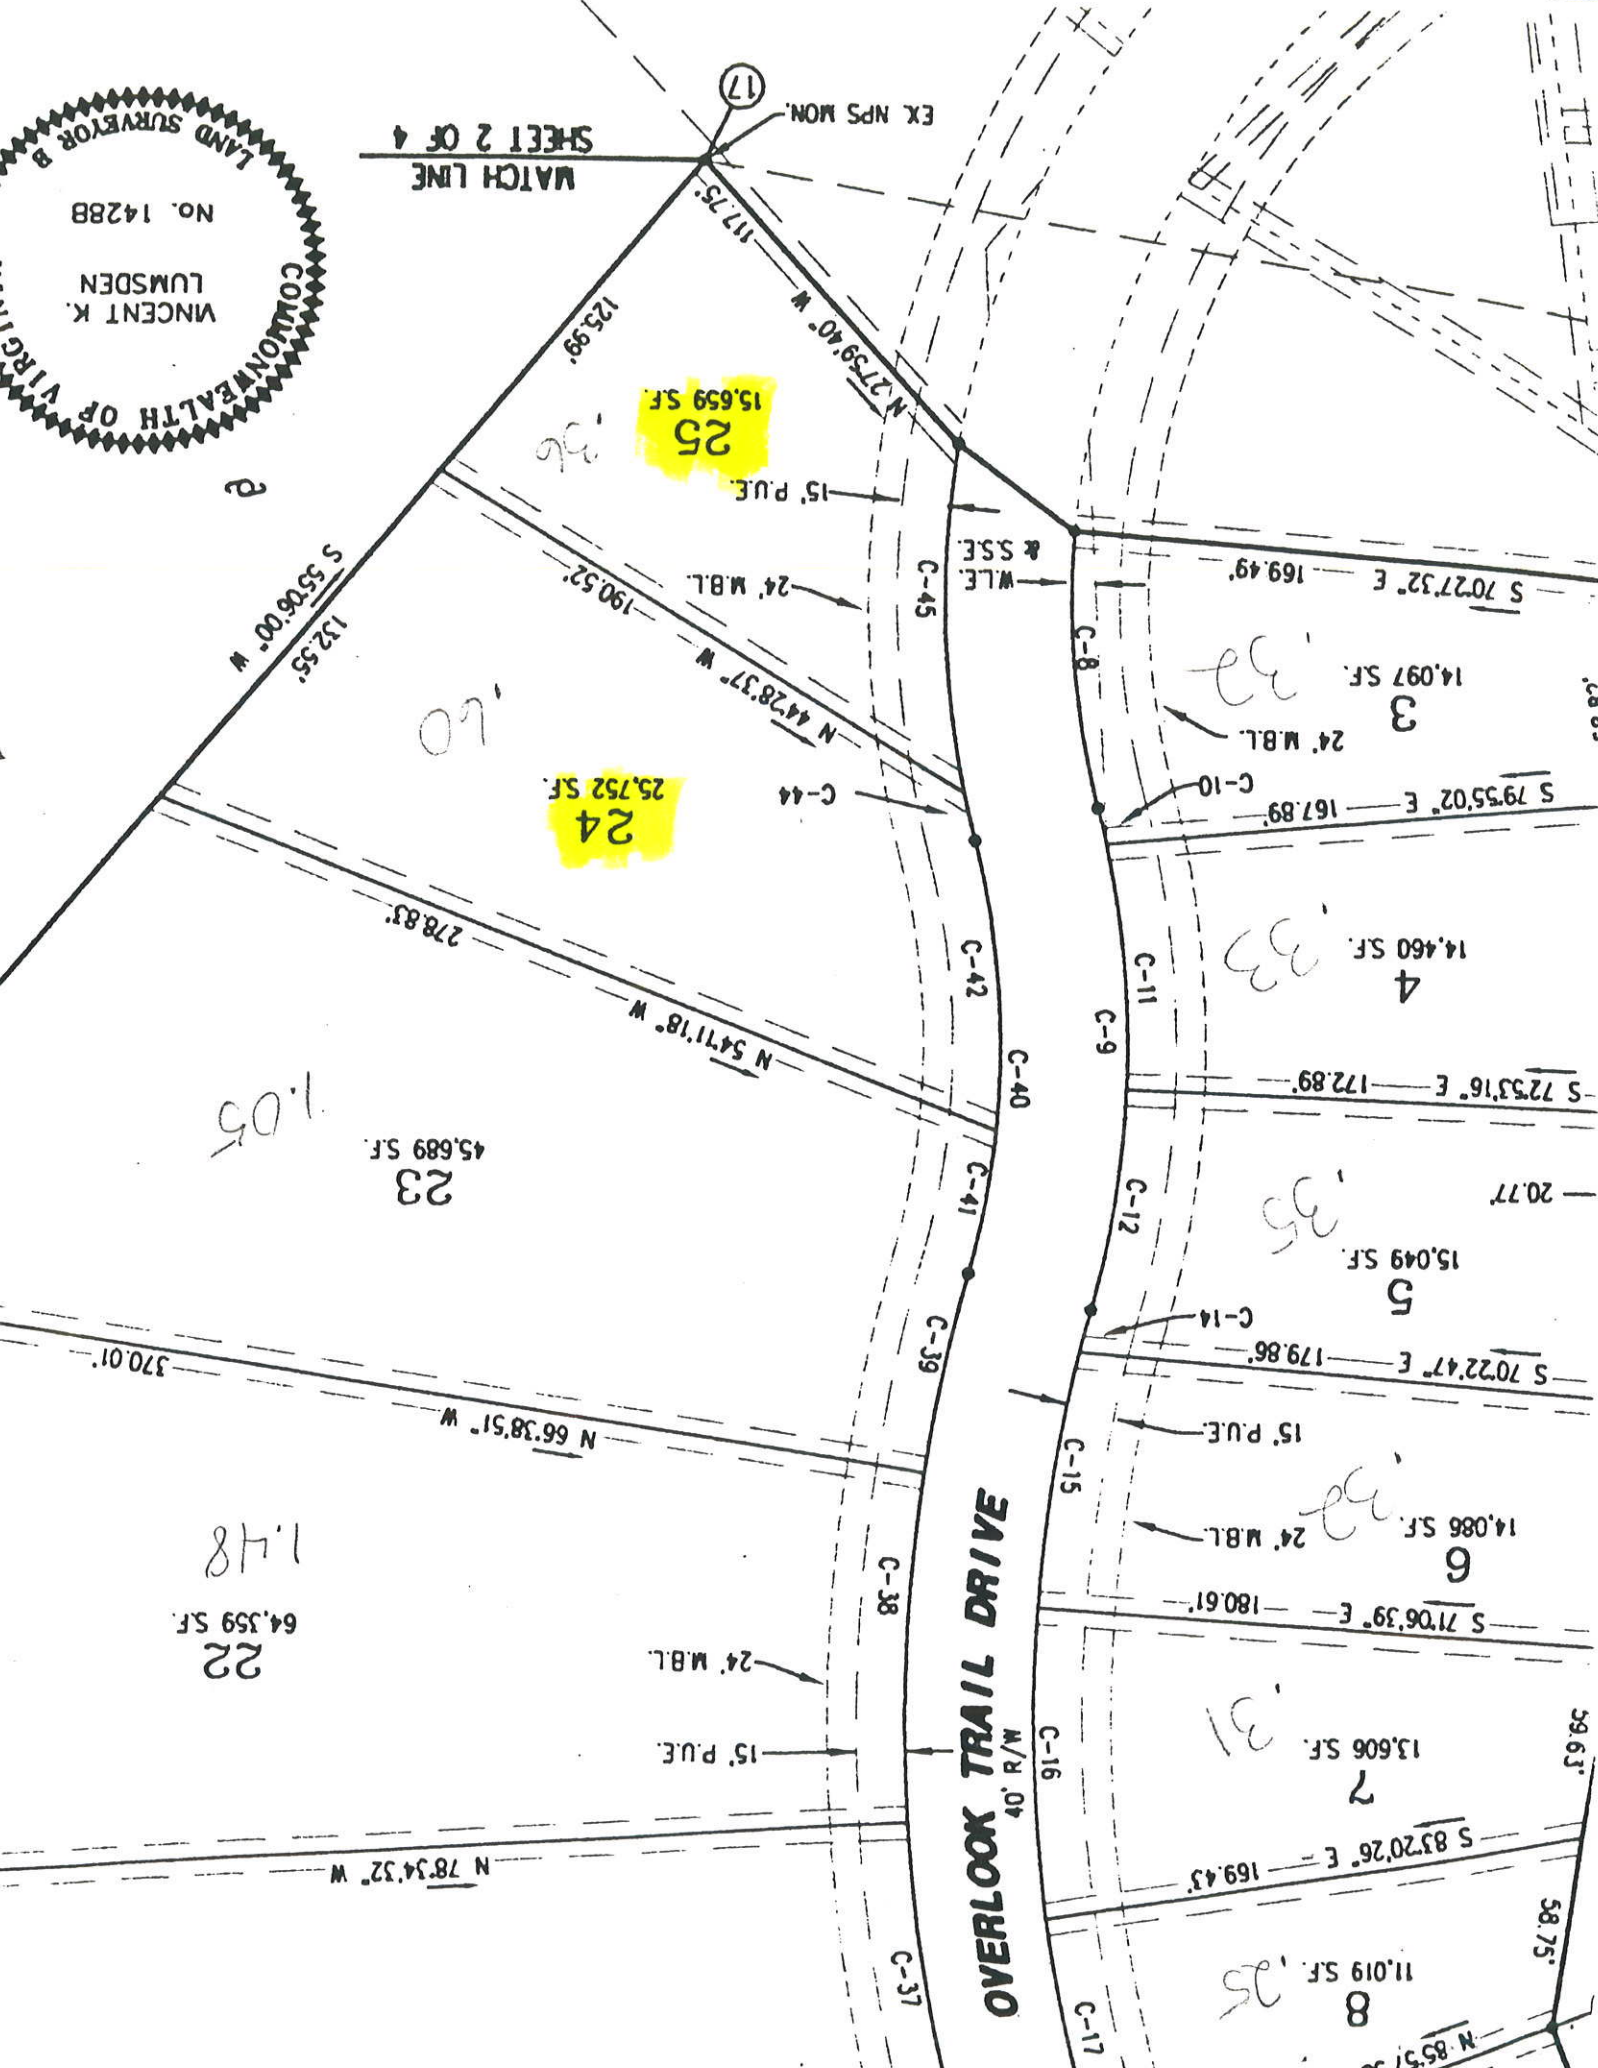 8
11,019 S.F.
.25
58.75'
C-17
C-37
S 83°20'26" E
169.43'
59.63'
7
13,606 S.F.
.31
C-16
OVERLOOK TRAIL DRIVE
40' R/W
N 78°34'32" W
15' P.U.E.
24' M.B.L.
22
64,359 S.F.
1.48
S 71°06'39" E
180.61'
6
14,086 S.F.
.32
24' M.B.L.
15' P.U.E.
C-15
C-38
N 66°38'51" W
370.01'
S 70°22'47" E
179.86'
C-14
C-39
5
15,049 S.F.
.35
20.77'
C-12
C-41
23
45,689 S.F.
1.05
S 72°53'16" E
172.89'
C-9
C-40
N 54°11'18" W
278.83'
4
14,460 S.F.
.33
C-11
C-42
24
25,752 S.F.
.60
C-44
S 79°55'02" E
167.89'
C-10
24' M.B.L.
3
14,097 S.F.
.32
C-8
N 44°28'37" W
190.52'
132.55'
S 55°06'00" W
S 70°27'32" E
169.49'
W.L.E.
& S.S.E.
C-45
24' M.B.L.
15' P.U.E.
25
15,659 S.F.
.36
125.99'
N 27°59'40" W
117.75'
COMMONWEALTH OF
VINCENT K.
LUMSDEN
No. 1428B
LAND SURVEYOR B
MATCH LINE
SHEET 2 OF 4
EX. NPS MON.
17